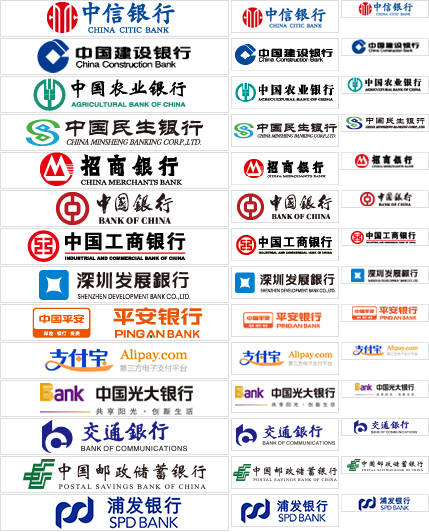 中信银行
CHINA CITIC BANK
中信银行
CHINA CITIC BANK
中信银行
CHINA CITIC BANK
中国建设银行
China Construction Bank
中国建设银行
China Construction Bank
中国建设银行
China Construction Bank
中国农业银行
AGRICULTURAL BANK OF CHINA
中国农业银行
AGRICULTURAL BANK OF CHINA
中国农业银行
AGRICULTURAL BANK OF CHINA
中国民生银行
CHINA MINSHENG BANKING CORP.,LTD.
中国民生银行
CHINA MINSHENG BANKING CORP.,LTD.
中国民生银行
CHINA MINSHENG BANKING CORP.,LTD.
招商银行
CHINA MERCHANTS BANK
招商银行
CHINA MERCHANTS BANK
招商银行
CHINA MERCHANTS BANK
中国银行
BANK OF CHINA
中国银行
BANK OF CHINA
中国银行
BANK OF CHINA
中国工商银行
INDUSTRIAL AND COMMERCIAL BANK OF CHINA
中国工商银行
INDUSTRIAL AND COMMERCIAL BANK OF CHINA
中国工商银行
深圳发展銀行
SHENZHEN DEVELOPMENT BANK CO.,LTD.
深圳发展銀行
SHENZHEN DEVELOPMENT BANK CO.,LTD.
深圳发展銀行
中国平安
保险·银行·投资
平安银行
PING AN BANK
中国平安
平安银行
PING AN BANK
中国平安
平安银行
PING AN BANK
支付宝
Alipay.com
第三方电子支付平台
支付宝
Alipay.com
第三方电子支付平台
支付宝
Alipay.com
Bank 中国光大银行
共享阳光·创新生活
Bank 中国光大银行
共享阳光·创新生活
Bank 中国光大银行
交通银行
BANK OF COMMUNICATIONS
交通银行
BANK OF COMMUNICATIONS
交通银行
BANK OF COMMUNICATIONS
中国邮政储蓄银行
POSTAL SAVINGS BANK OF CHINA
中国邮政储蓄银行
POSTAL SAVINGS BANK OF CHINA
中国邮政储蓄银行
POSTAL SAVINGS BANK OF CHINA
浦发银行
SPD BANK
浦发银行
SPD BANK
浦发银行
SPD BANK